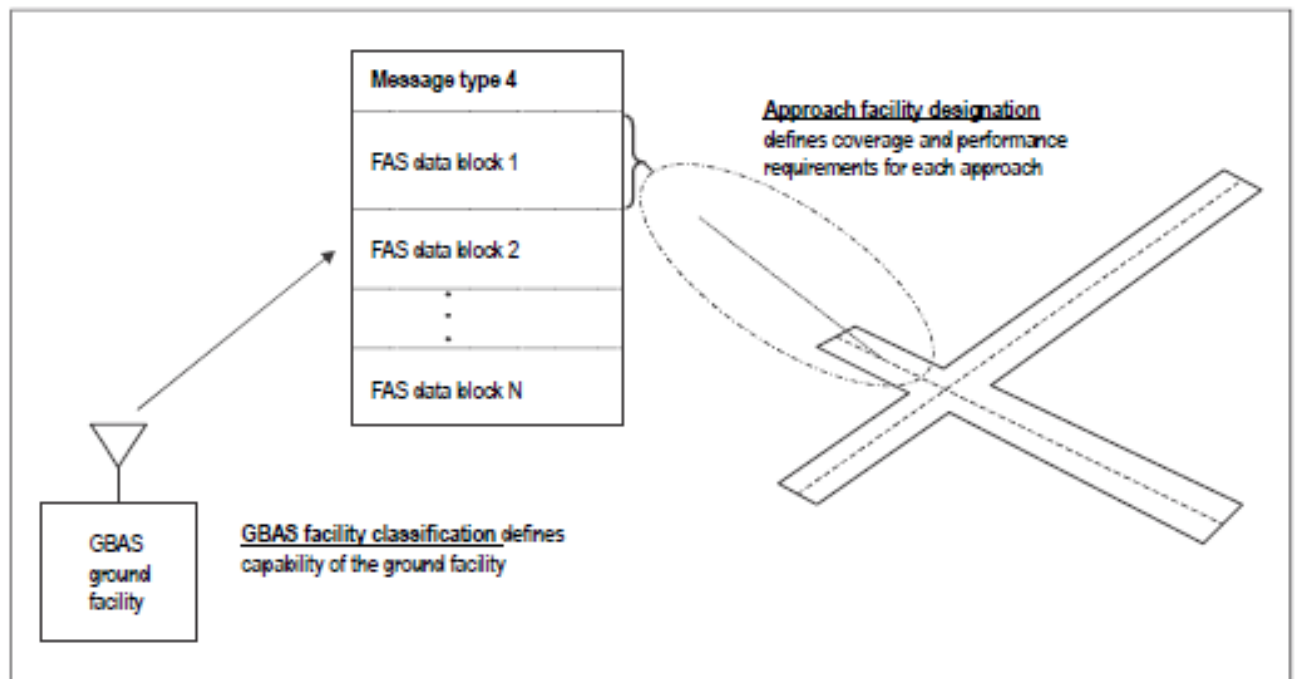 Message type 4
FAS data block 1
FAS data block 2
FAS data block N
Approach facility designation
defines coverage and performance
requirements for each approach
GBAS
ground
facility
GBAS facility classification defines
capability of the ground facility